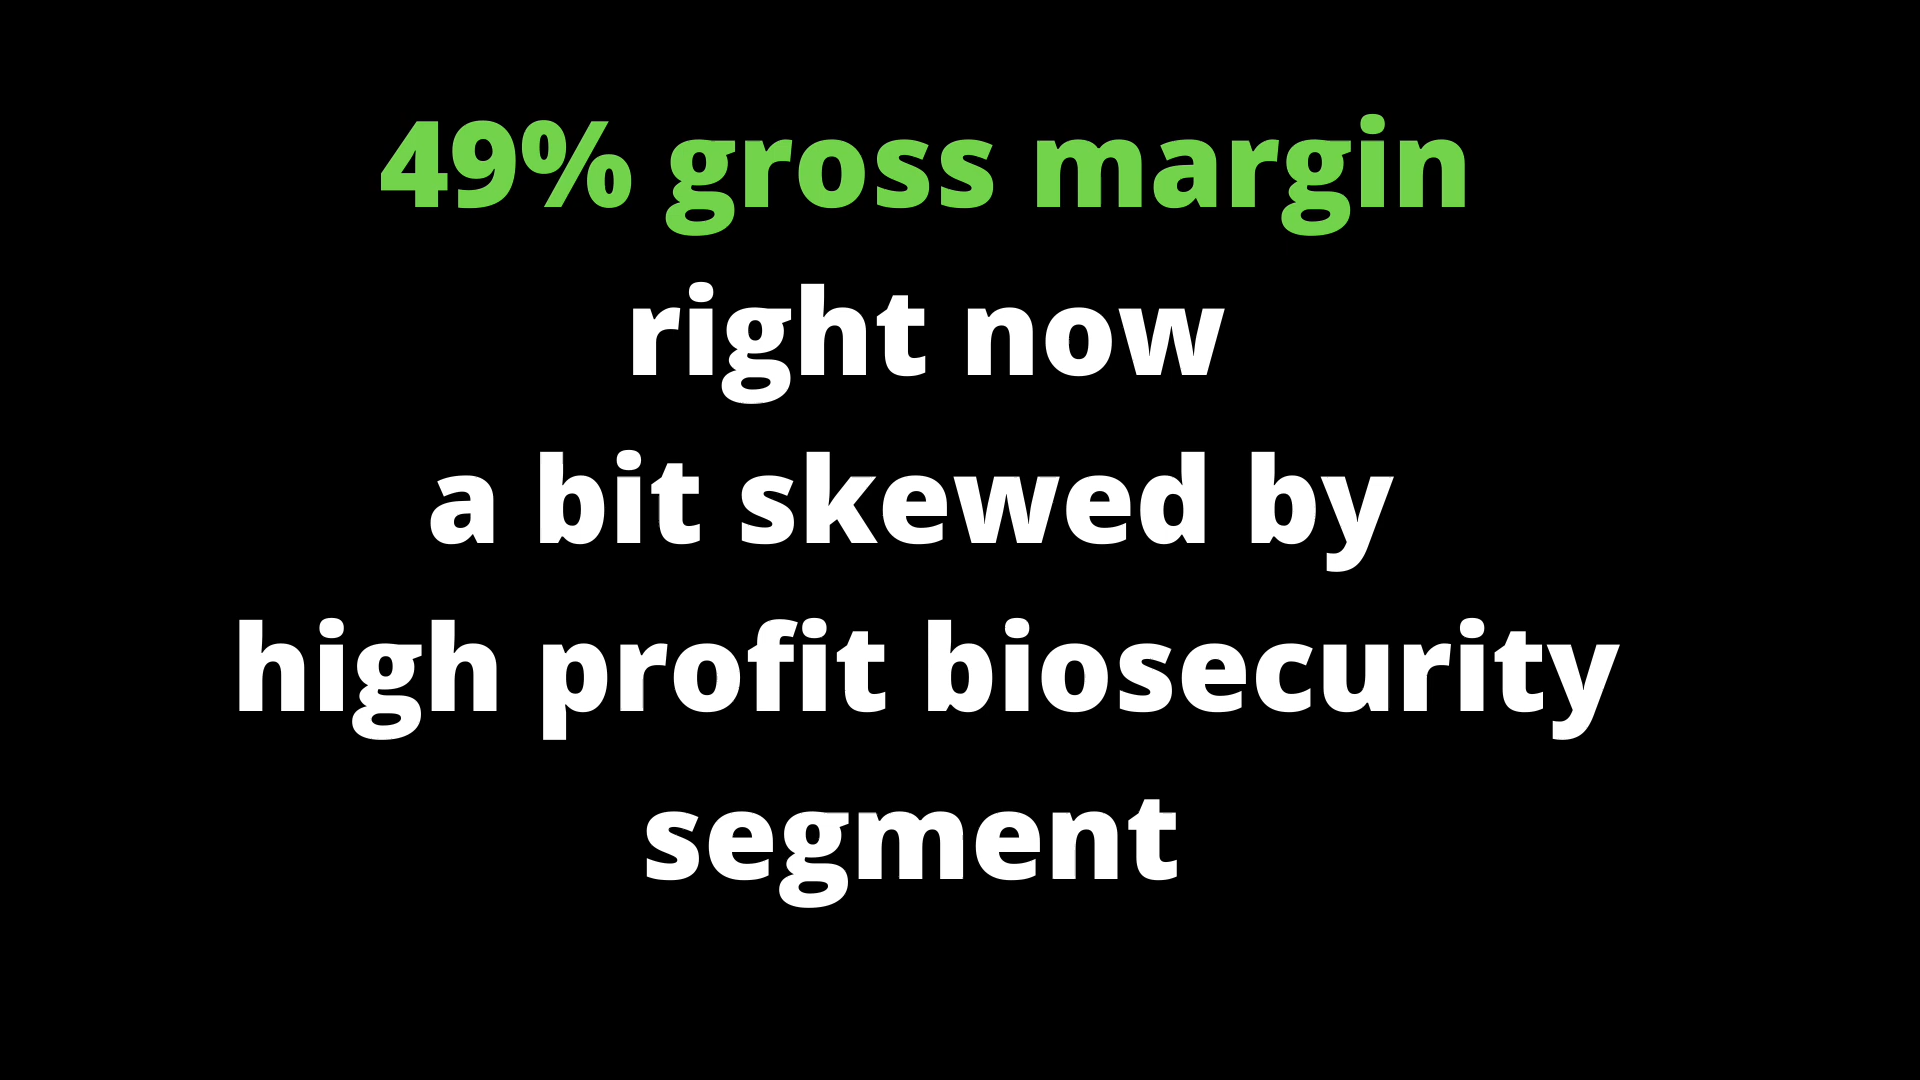 49% gross margin
right now
a bit skewed by
high profit biosecurity
segment